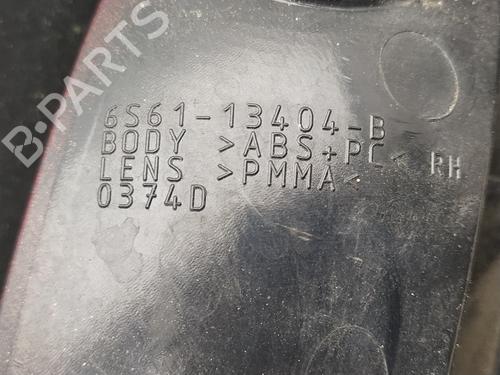 B-PARTS
6S61-13404-B
BODY >ABS+PC< RH
LENS >PMMA<
0374D